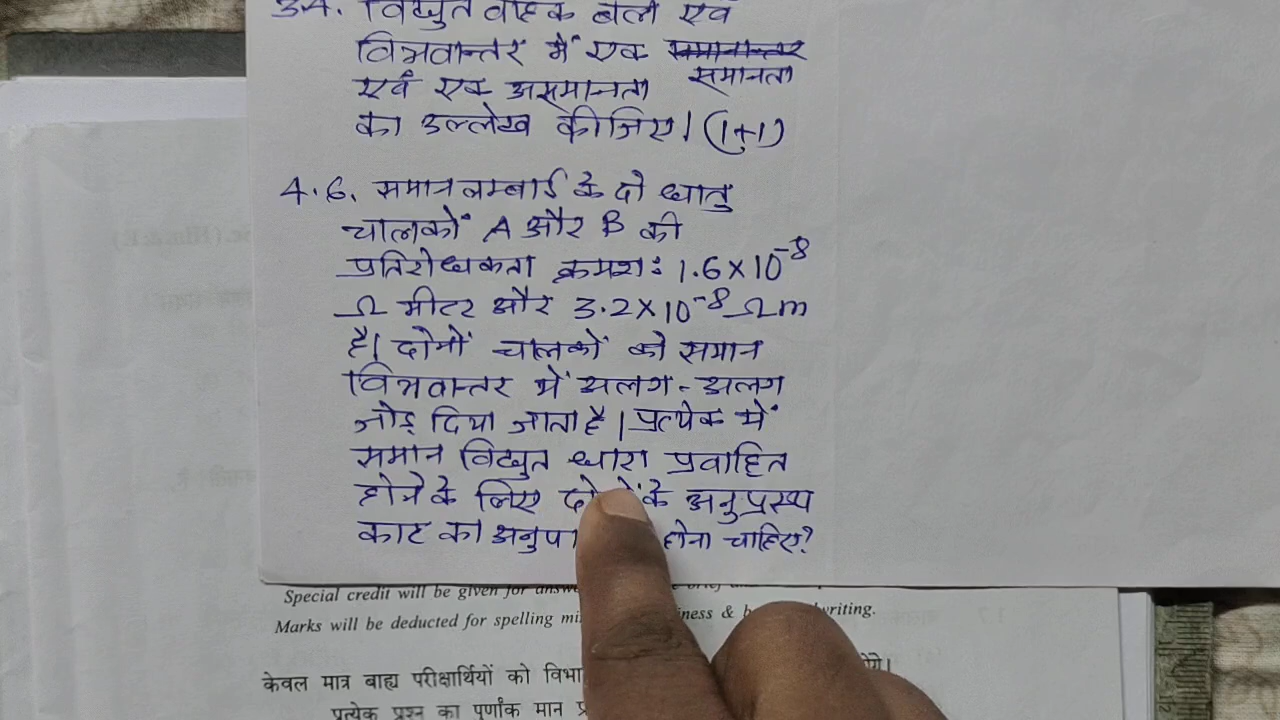 3.4. विद्युत वाहक बल एवं
विभवान्तर में एक समानता
एवं एक असमानता
का उल्लेख कीजिए। (1+1)
4.6. समान लम्बाई के दो धातु
चालकों A और B की
प्रतिरोधकता क्रमशः 1.6×10⁻⁸
Ω मीटर और 3.2×10⁻⁸ Ωm
है। दोनों चालकों को समान
विभवान्तर में अलग-अलग
जोड़ दिया जाता है। प्रत्येक में
समान विद्युत धारा प्रवाहित
होने के लिए के अनुप्रस्थ
काट का होना चाहिए?
Special credit will be given for
Marks will be deducted for spelling writing.
केवल मात्र बाह्य परीक्षार्थियों को
प्रत्येक प्रश्न का पूर्णांक मान